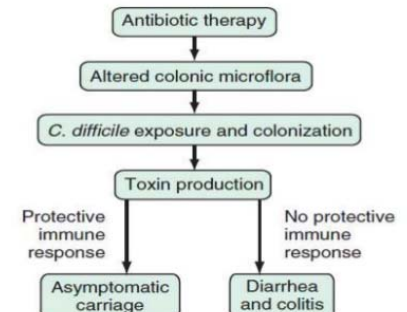 Antibiotic therapy
Altered colonic microflora
C. difficile exposure and colonization
Toxin production
Protective
immune
response
No protective
immune
response
Asymptomatic
carriage
Diarrhea
and colitis